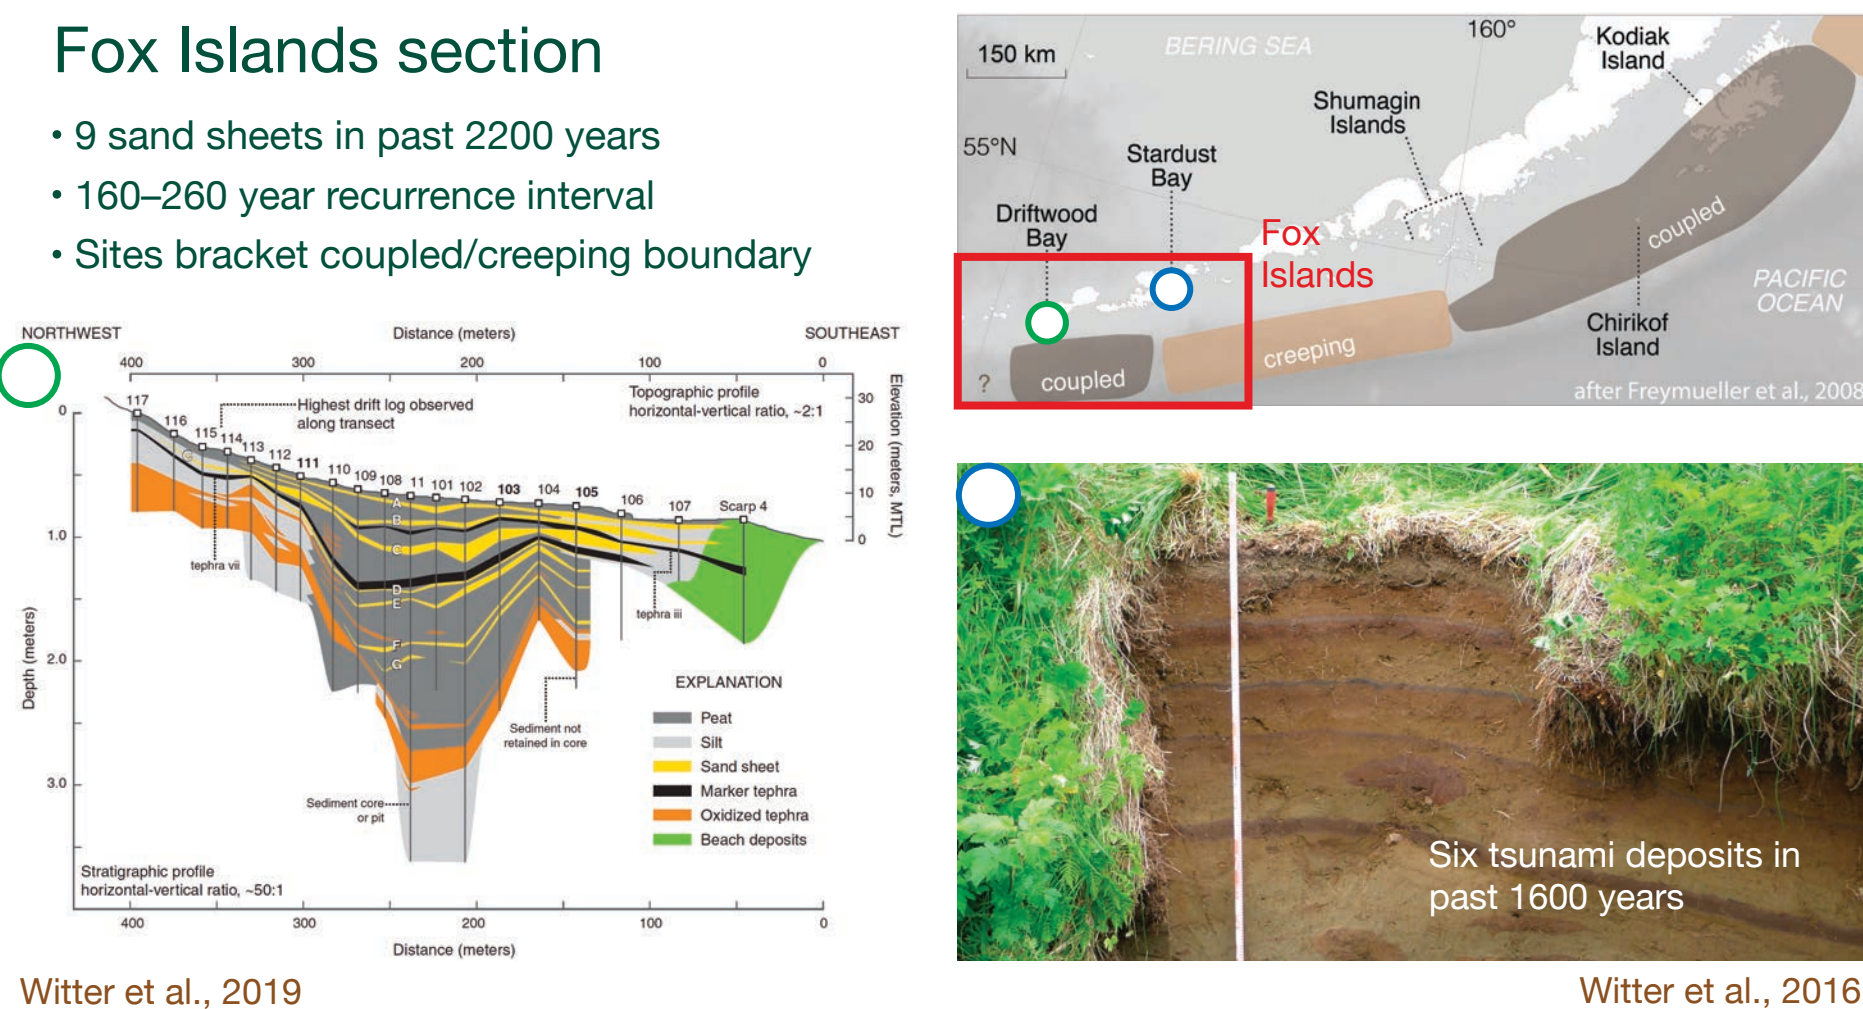 Fox Islands section
• 9 sand sheets in past 2200 years
• 160–260 year recurrence interval
• Sites bracket coupled/creeping boundary
NORTHWEST
Distance (meters)
SOUTHEAST
400
300
200
100
0
117
116
115
114
113
112
111
110
109
108
11
101
102
103
104
105
106
107
Scarp 4
Highest drift log observed
along transect
Topographic profile
horizontal-vertical ratio, ~2:1
Elevation (meters, MTL)
30
20
10
0
Depth (meters)
0
1.0
2.0
3.0
C
A
B
C
D
E
F
G
tephra vii
tephra iii
Sediment not
retained in core
Sediment core
or pit
EXPLANATION
Peat
Silt
Sand sheet
Marker tephra
Oxidized tephra
Beach deposits
Stratigraphic profile
horizontal-vertical ratio, ~50:1
400
300
200
100
0
Distance (meters)
Witter et al., 2019
150 km
BERING SEA
160°
Kodiak
Island
Shumagin
Islands
55°N
Stardust
Bay
Driftwood
Bay
Fox
Islands
coupled
PACIFIC
OCEAN
Chirikof
Island
creeping
?
coupled
after Freymueller et al., 2008
Six tsunami deposits in
past 1600 years
Witter et al., 2016